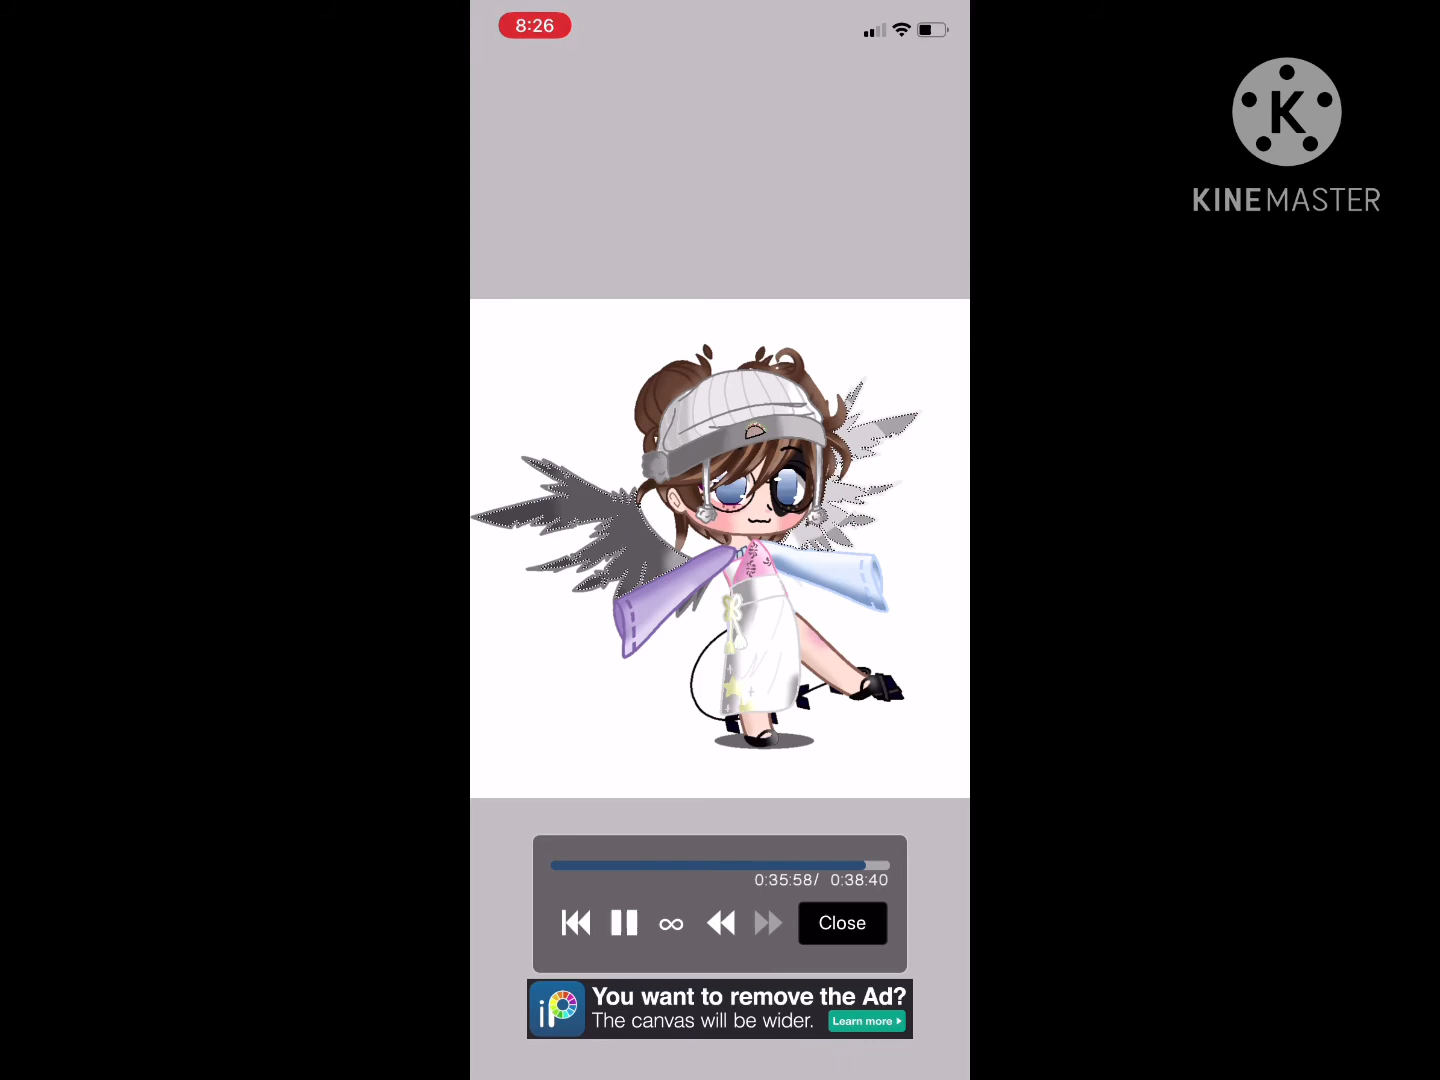 8:26
K
KINEMASTER
0:35:58/ 0:38:40
Close
iP
You want to remove the Ad?
The canvas will be wider.
Learn more